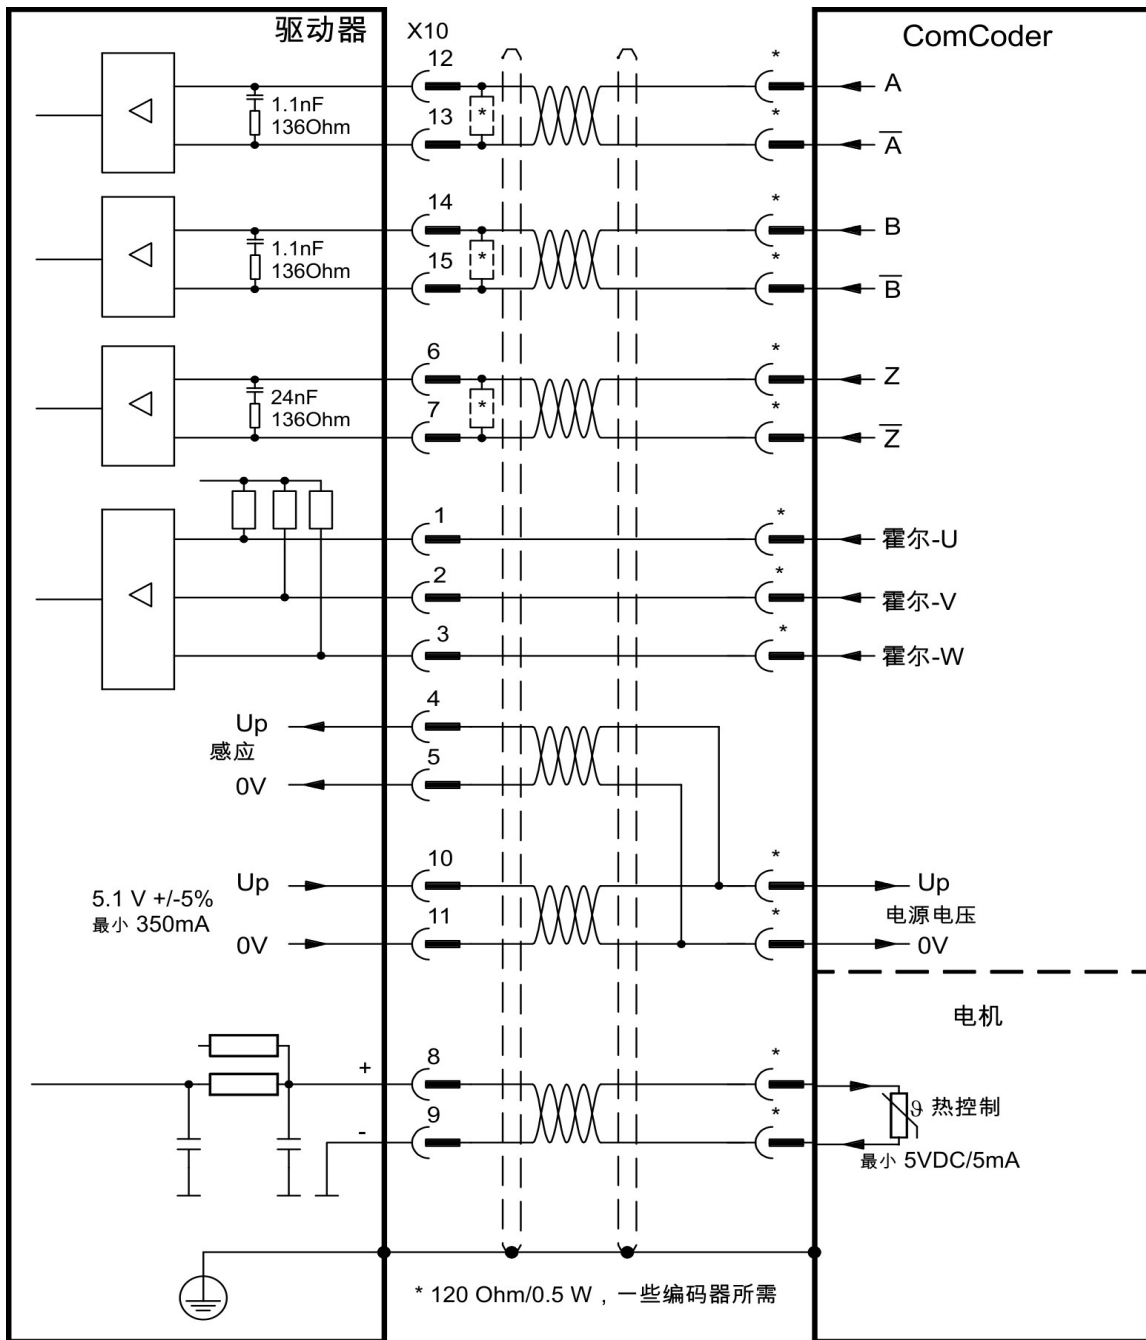 驱动器 X10 ComCoder
12 * A
1.1nF
136Ohm
*
13 * A̅
14 * B
1.1nF
136Ohm
*
15 * B̅
6 * Z
24nF
136Ohm
*
7 * Z̅
1 * 霍尔-U
2 * 霍尔-V
3 * 霍尔-W
Up 4
感应
0V 5
Up 10 * Up
5.1 V +/-5%
最小 350mA
电源电压
0V 11 * 0V
电机
+ 8 *
ϑ 热控制
- 9 *
最小 5VDC/5mA
* 120 Ohm/0.5 W，一些编码器所需